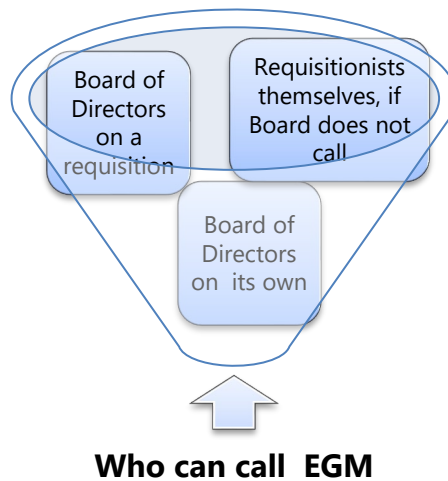 Board of
Directors
on a
requisition
Requisitionists
themselves, if
Board does not
call
Board of
Directors
on its own
Who can call EGM